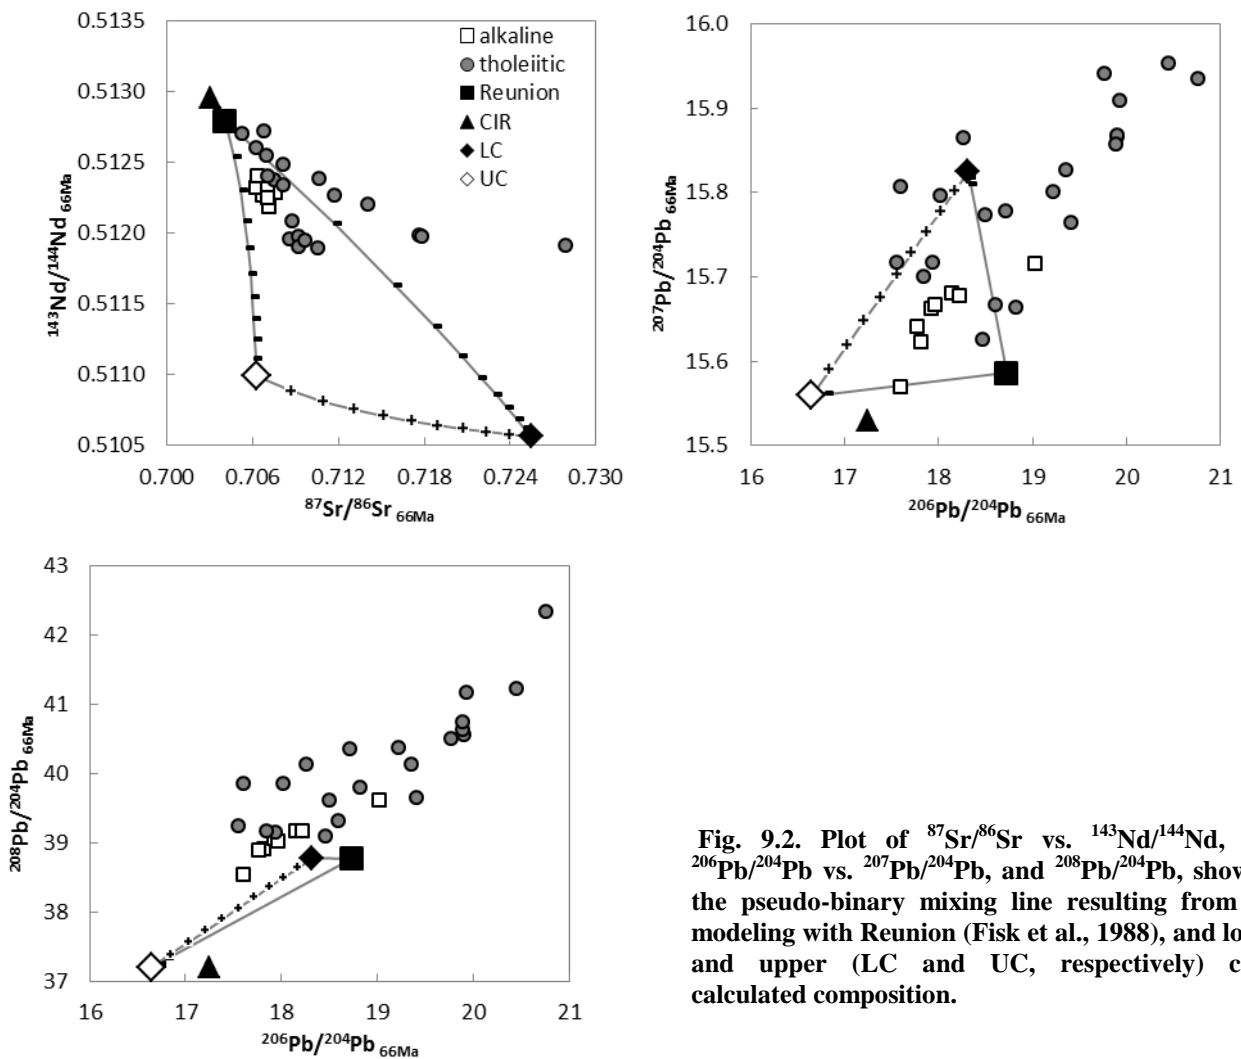 0.5135
0.5130
0.5125
0.5120
0.5115
0.5110
0.5105
¹⁴³Nd/¹⁴⁴Nd 66Ma
alkaline
tholeiitic
Reunion
CIR
LC
UC
0.700 0.706 0.712 0.718 0.724 0.730
⁸⁷Sr/⁸⁶Sr 66Ma
16.0
15.9
15.8
15.7
15.6
15.5
²⁰⁷Pb/²⁰⁴Pb 66Ma
16 17 18 19 20 21
²⁰⁶Pb/²⁰⁴Pb 66Ma
43
42
41
40
39
38
37
²⁰⁸Pb/²⁰⁴Pb 66Ma
16 17 18 19 20 21
²⁰⁶Pb/²⁰⁴Pb 66Ma
Fig. 9.2. Plot of ⁸⁷Sr/⁸⁶Sr vs. ¹⁴³Nd/¹⁴⁴Nd,
²⁰⁶Pb/²⁰⁴Pb vs. ²⁰⁷Pb/²⁰⁴Pb, and ²⁰⁸Pb/²⁰⁴Pb, show
the pseudo-binary mixing line resulting from
modeling with Reunion (Fisk et al., 1988), and lo
and upper (LC and UC, respectively) c
calculated composition.